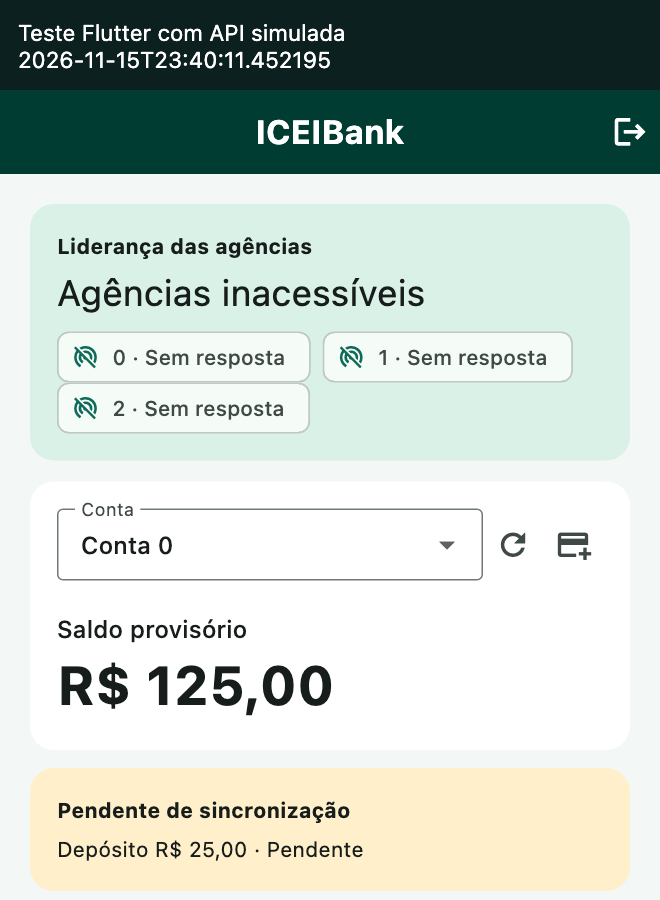 Teste Flutter com API simulada
2026-11-15T23:40:11.452195
ICEIBank
Liderança das agências
Agências inacessíveis
0 · Sem resposta
1 · Sem resposta
2 · Sem resposta
Conta
Conta 0
Saldo provisório
R$ 125,00
Pendente de sincronização
Depósito R$ 25,00 · Pendente